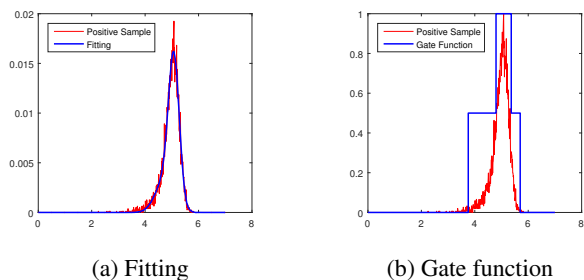 Positive Sample
Fitting
0.02
0.015
0.01
0.005
0
0 2 4 6 8
(a) Fitting
Positive Sample
Gate Function
1
0.8
0.6
0.4
0.2
0
0 2 4 6 8
(b) Gate function